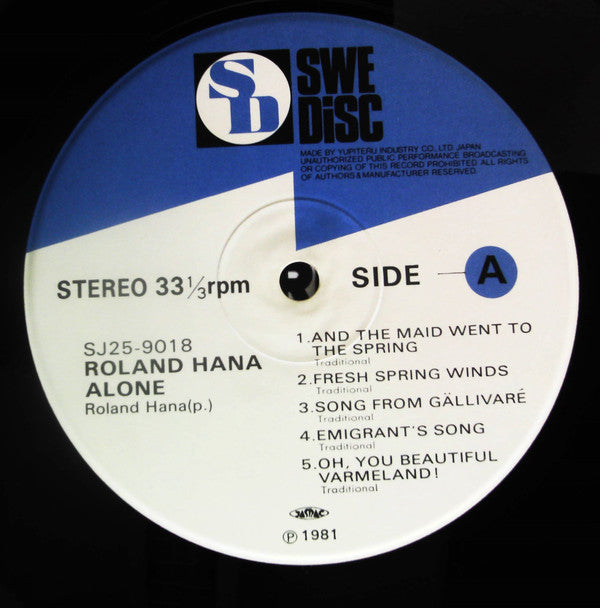 SD
SWE
DiSC
MADE BY YUPITERU INDUSTRY CO., LTD. JAPAN
UNAUTHORIZED PUBLIC PERFORMANCE BROADCASTING
OR COPYING OF THIS RECORD PROHIBITED ALL RIGHTS
OF AUTHORS & MANUFACTURER RESERVED
STEREO 33 1/3 rpm
SIDE A
SJ25-9018
ROLAND HANA
ALONE
Roland Hana(p.)
1.AND THE MAID WENT TO
THE SPRING
Traditional
2.FRESH SPRING WINDS
Traditional
3.SONG FROM GÄLLIVARÉ
Traditional
4.EMIGRANT'S SONG
Traditional
5.OH, YOU BEAUTIFUL
VARMELAND!
Traditional
JASRAC
℗ 1981